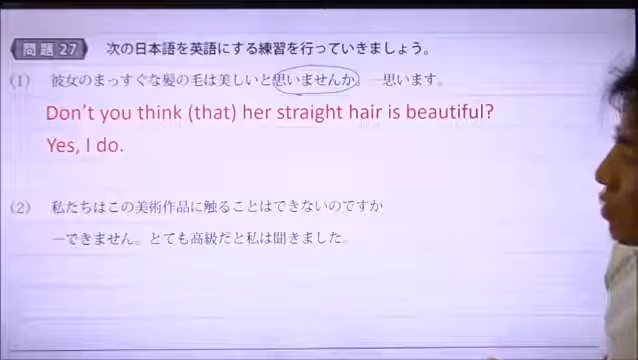 問題 27 次の日本語を英語にする練習を行っていきましょう。
(1) 彼女のまっすぐな髪の毛は美しいと思いませんか。—思います。
Don't you think (that) her straight hair is beautiful?
Yes, I do.
(2) 私たちはこの美術作品に触ることはできないのですか
—できません。とても高級だと私は聞きました。